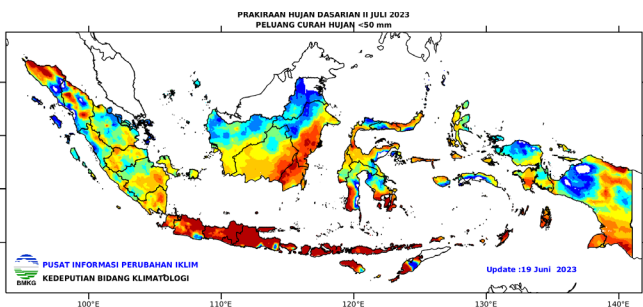 PRAKIRAAN HUJAN DASARIAN II JULI 2023
PELUANG CURAH HUJAN <50 mm
PUSAT INFORMASI PERUBAHAN IKLIM
KEDEPUTIAN BIDANG KLIMATOLOGI
BMKG
Update :19 Juni 2023
100°E 110°E 120°E 130°E 140°E